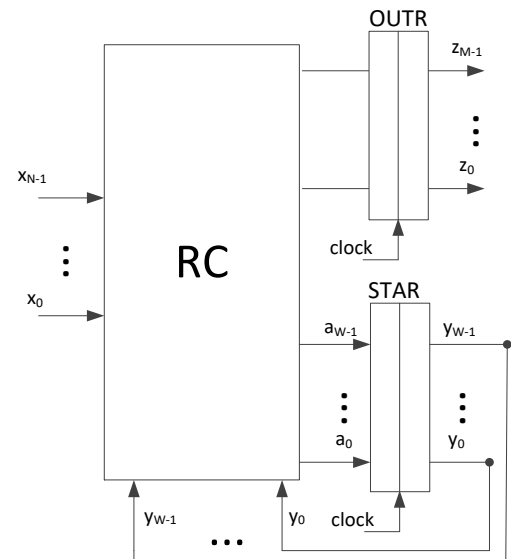 OUTR
z_{M-1}
z_0
clock
x_{N-1}
x_0
RC
STAR
a_{W-1}
y_{W-1}
a_0
y_0
clock
y_{W-1}
y_0